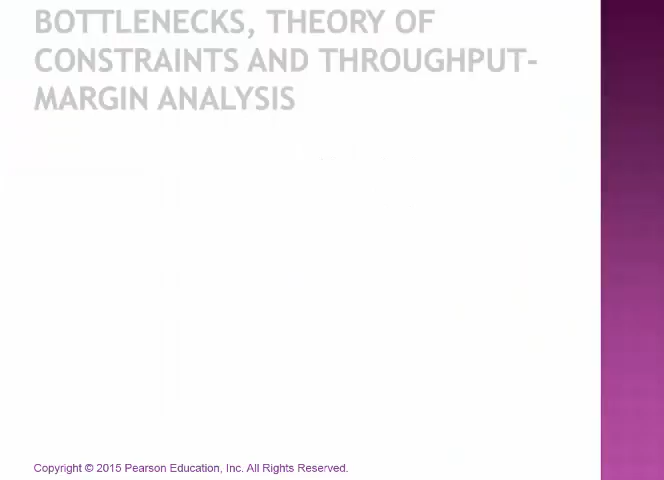 BOTTLENECKS, THEORY OF
CONSTRAINTS AND THROUGHPUT-
MARGIN ANALYSIS
Copyright © 2015 Pearson Education, Inc. All Rights Reserved.